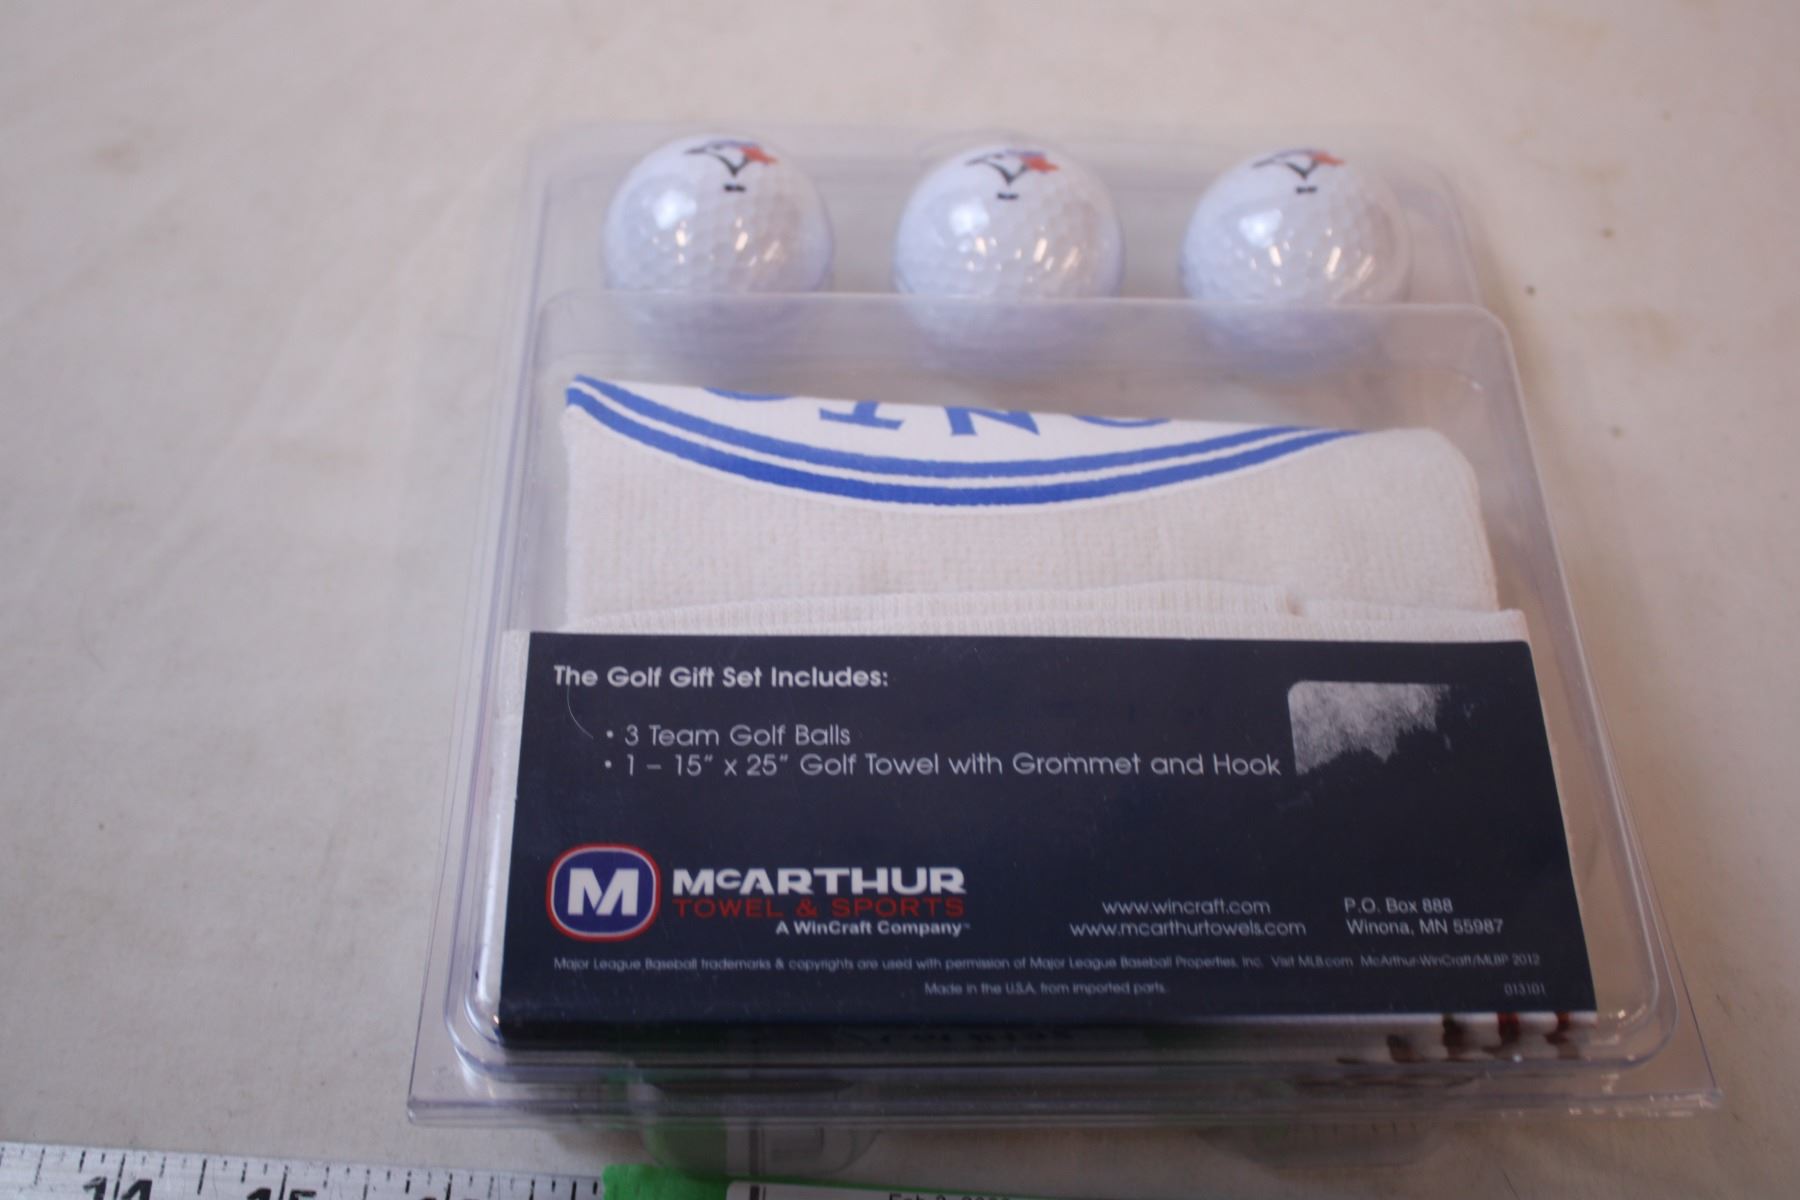 The Golf Gift Set Includes:
• 3 Team Golf Balls
• 1 – 15" x 25" Golf Towel with Grommet and Hook
M
McARTHUR
TOWEL & SPORTS
A WinCraft Company™
www.wincraft.com
www.mcarthurtowels.com
P.O. Box 888
Winona, MN 55987
Major League Baseball trademarks & copyrights are used with permission of Major League Baseball Properties, Inc. Visit MLB.com McArthur-WinCraft/MLBP 2012
Made in the U.S.A. from imported parts.
013101
14 15